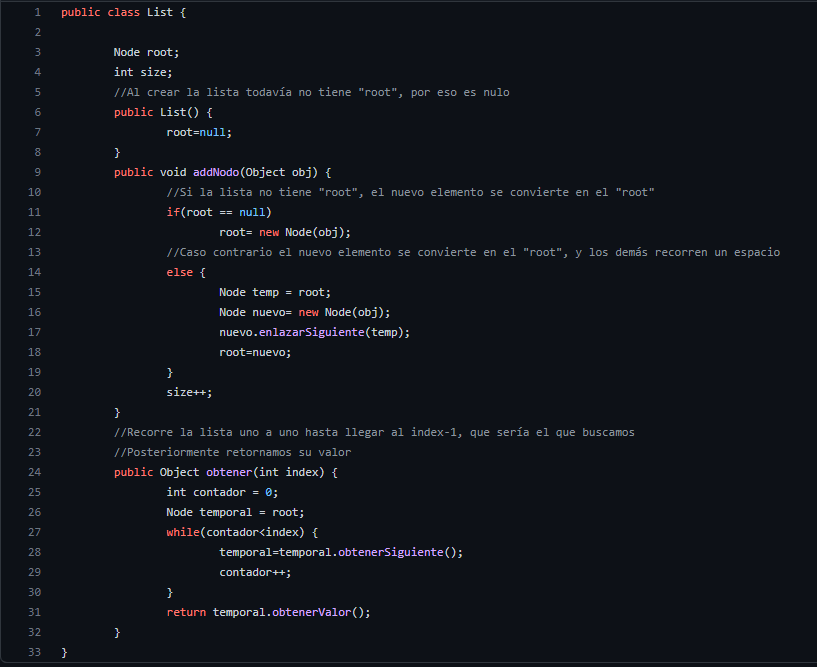 1 public class List {
2
3 Node root;
4 int size;
5 //Al crear la lista todavía no tiene "root", por eso es nulo
6 public List() {
7 root=null;
8 }
9 public void addNodo(Object obj) {
10 //Si la lista no tiene "root", el nuevo elemento se convierte en el "root"
11 if(root == null)
12 root= new Node(obj);
13 //Caso contrario el nuevo elemento se convierte en el "root", y los demás recorren un espacio
14 else {
15 Node temp = root;
16 Node nuevo= new Node(obj);
17 nuevo.enlazarSiguiente(temp);
18 root=nuevo;
19 }
20 size++;
21 }
22 //Recorre la lista uno a uno hasta llegar al index-1, que sería el que buscamos
23 //Posteriormente retornamos su valor
24 public Object obtener(int index) {
25 int contador = 0;
26 Node temporal = root;
27 while(contador<index) {
28 temporal=temporal.obtenerSiguiente();
29 contador++;
30 }
31 return temporal.obtenerValor();
32 }
33 }